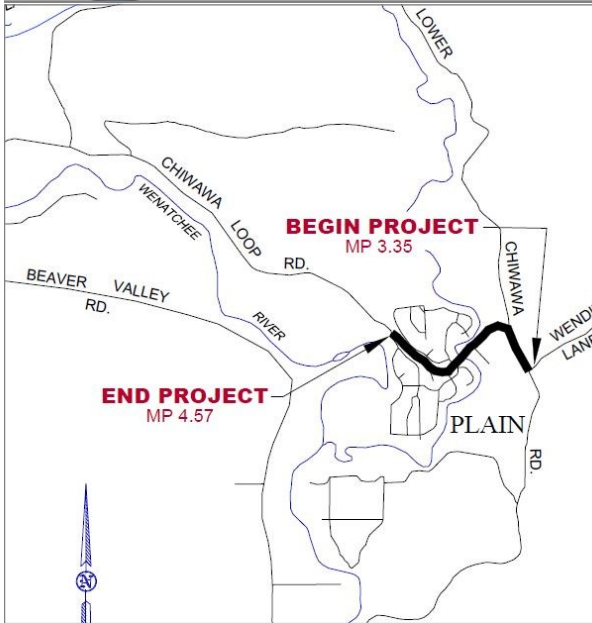 LOWER
CHIWAWA
LOOP
RD.
WENATCHEE
RIVER
BEGIN PROJECT
MP 3.35
CHIWAWA
BEAVER VALLEY
RD.
LANE
END PROJECT
MP 4.57
PLAIN
RD.
N